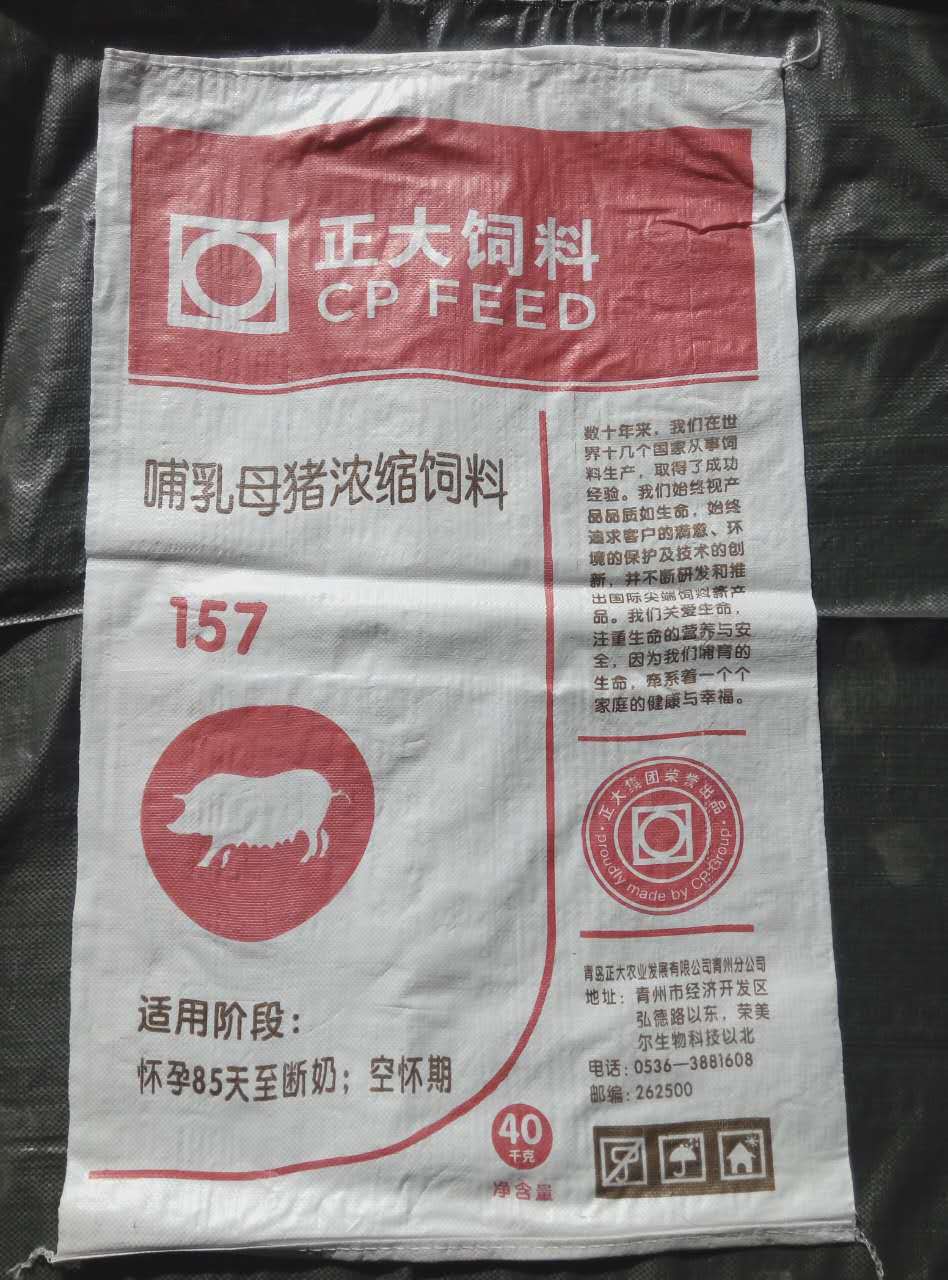 正大饲料
CP FEED
哺乳母猪浓缩饲料
157
适用阶段：
怀孕85天至断奶；空怀期
数十年来，我们在世
界十几个国家从事饲
料生产，取得了成功
经验。我们始终视产
品品质如生命，始终
追求客户的满意、环
境的保护及技术的创
新，并不断研发和推
出国际尖端饲料新产
品。我们关爱生命，
注重生命的营养与安
全，因为我们哺育的
生命，牵系着一个个
家庭的健康与幸福。
·正大集团荣誉出品·
proudly made by CP Group
青岛正大农业发展有限公司青州分公司
地址：青州市经济开发区
弘德路以东，荣美
尔生物科技以北
电话：0536—3881608
邮编：262500
40
千克
净含量